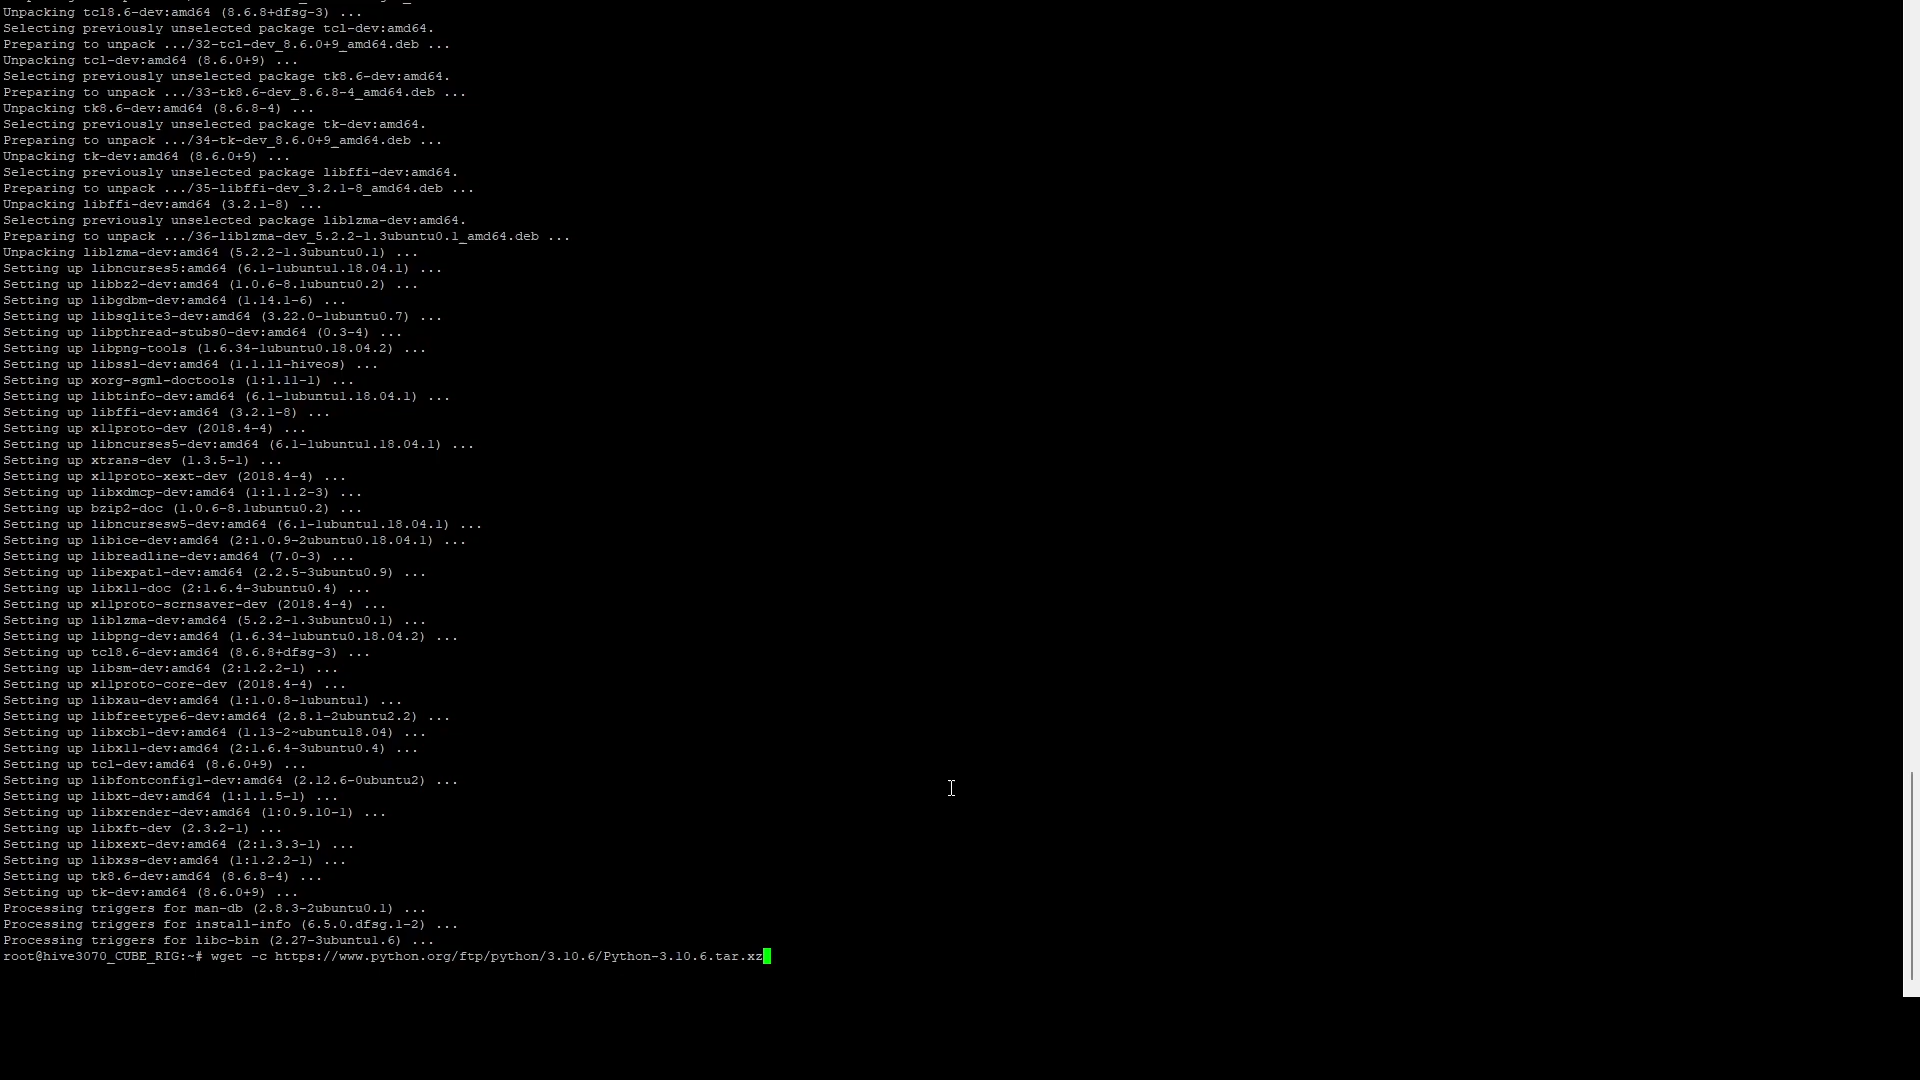 Unpacking tcl8.6-dev:amd64 (8.6.8+dfsg-3) ...
Selecting previously unselected package tcl-dev:amd64.
Preparing to unpack .../32-tcl-dev_8.6.0+9_amd64.deb ...
Unpacking tcl-dev:amd64 (8.6.0+9) ...
Selecting previously unselected package tk8.6-dev:amd64.
Preparing to unpack .../33-tk8.6-dev_8.6.8-4_amd64.deb ...
Unpacking tk8.6-dev:amd64 (8.6.8-4) ...
Selecting previously unselected package tk-dev:amd64.
Preparing to unpack .../34-tk-dev_8.6.0+9_amd64.deb ...
Unpacking tk-dev:amd64 (8.6.0+9) ...
Selecting previously unselected package libffi-dev:amd64.
Preparing to unpack .../35-libffi-dev_3.2.1-8_amd64.deb ...
Unpacking libffi-dev:amd64 (3.2.1-8) ...
Selecting previously unselected package liblzma-dev:amd64.
Preparing to unpack .../36-liblzma-dev_5.2.2-1.3ubuntu0.1_amd64.deb ...
Unpacking liblzma-dev:amd64 (5.2.2-1.3ubuntu0.1) ...
Setting up libncurses5:amd64 (6.1-1ubuntu1.18.04.1) ...
Setting up libbz2-dev:amd64 (1.0.6-8.1ubuntu0.2) ...
Setting up libgdbm-dev:amd64 (1.14.1-6) ...
Setting up libsqlite3-dev:amd64 (3.22.0-1ubuntu0.7) ...
Setting up libpthread-stubs0-dev:amd64 (0.3-4) ...
Setting up libpng-tools (1.6.34-1ubuntu0.18.04.2) ...
Setting up libssl-dev:amd64 (1.1.1l-hiveos) ...
Setting up xorg-sgml-doctools (1:1.11-1) ...
Setting up libtinfo-dev:amd64 (6.1-1ubuntu1.18.04.1) ...
Setting up libffi-dev:amd64 (3.2.1-8) ...
Setting up x11proto-dev (2018.4-4) ...
Setting up libncurses5-dev:amd64 (6.1-1ubuntu1.18.04.1) ...
Setting up xtrans-dev (1.3.5-1) ...
Setting up x11proto-xext-dev (2018.4-4) ...
Setting up libxdmcp-dev:amd64 (1:1.1.2-3) ...
Setting up bzip2-doc (1.0.6-8.1ubuntu0.2) ...
Setting up libncursesw5-dev:amd64 (6.1-1ubuntu1.18.04.1) ...
Setting up libice-dev:amd64 (2:1.0.9-2ubuntu0.18.04.1) ...
Setting up libreadline-dev:amd64 (7.0-3) ...
Setting up libexpat1-dev:amd64 (2.2.5-3ubuntu0.9) ...
Setting up libx11-doc (2:1.6.4-3ubuntu0.4) ...
Setting up x11proto-scrnsaver-dev (2018.4-4) ...
Setting up liblzma-dev:amd64 (5.2.2-1.3ubuntu0.1) ...
Setting up libpng-dev:amd64 (1.6.34-1ubuntu0.18.04.2) ...
Setting up tcl8.6-dev:amd64 (8.6.8+dfsg-3) ...
Setting up libsm-dev:amd64 (2:1.2.2-1) ...
Setting up x11proto-core-dev (2018.4-4) ...
Setting up libxau-dev:amd64 (1:1.0.8-1ubuntu1) ...
Setting up libfreetype6-dev:amd64 (2.8.1-2ubuntu2.2) ...
Setting up libxcb1-dev:amd64 (1.13-2~ubuntu18.04) ...
Setting up libx11-dev:amd64 (2:1.6.4-3ubuntu0.4) ...
Setting up tcl-dev:amd64 (8.6.0+9) ...
Setting up libfontconfig1-dev:amd64 (2.12.6-0ubuntu2) ...
Setting up libxt-dev:amd64 (1:1.1.5-1) ...
Setting up libxrender-dev:amd64 (1:0.9.10-1) ...
Setting up libxft-dev (2.3.2-1) ...
Setting up libxext-dev:amd64 (2:1.3.3-1) ...
Setting up libxss-dev:amd64 (1:1.2.2-1) ...
Setting up tk8.6-dev:amd64 (8.6.8-4) ...
Setting up tk-dev:amd64 (8.6.0+9) ...
Processing triggers for man-db (2.8.3-2ubuntu0.1) ...
Processing triggers for install-info (6.5.0.dfsg.1-2) ...
Processing triggers for libc-bin (2.27-3ubuntu1.6) ...
root@hive3070_CUBE_RIG:~# wget -c https://www.python.org/ftp/python/3.10.6/Python-3.10.6.tar.xz